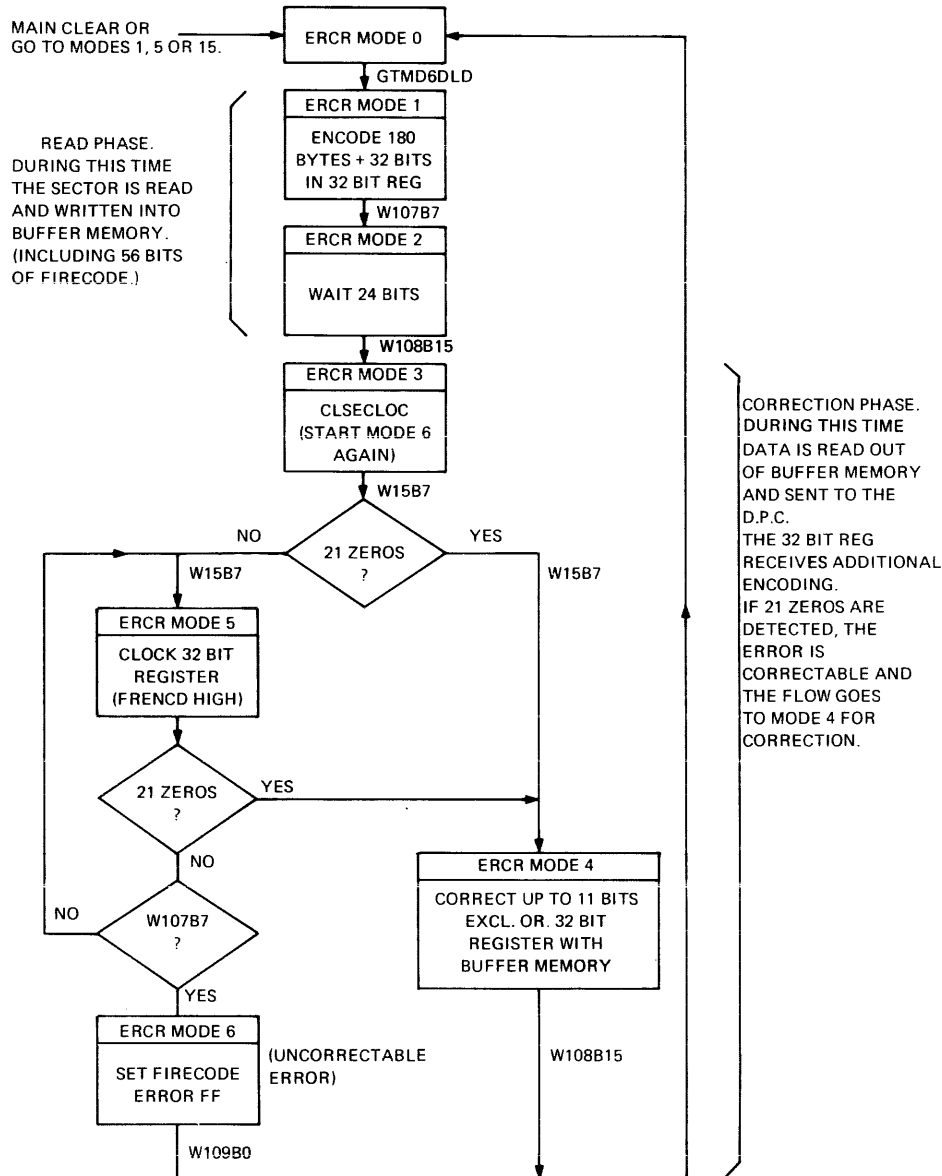 MAIN CLEAR OR
GO TO MODES 1, 5 OR 15.
ERCR MODE 0
GTMD6DLD
ERCR MODE 1
ENCODE 180
BYTES + 32 BITS
IN 32 BIT REG
READ PHASE.
DURING THIS TIME
THE SECTOR IS READ
AND WRITTEN INTO
BUFFER MEMORY.
(INCLUDING 56 BITS
OF FIRECODE.)
W107B7
ERCR MODE 2
WAIT 24 BITS
W108B15
ERCR MODE 3
CLSECLOC
(START MODE 6
AGAIN)
W15B7
21 ZEROS
?
NO
YES
W15B7
W15B7
ERCR MODE 5
CLOCK 32 BIT
REGISTER
(FRENCD HIGH)
21 ZEROS
?
YES
NO
W107B7
?
NO
YES
ERCR MODE 6
SET FIRECODE
ERROR FF
(UNCORRECTABLE
ERROR)
W109B0
ERCR MODE 4
CORRECT UP TO 11 BITS
EXCL. OR. 32 BIT
REGISTER WITH
BUFFER MEMORY
W108B15
CORRECTION PHASE.
DURING THIS TIME
DATA IS READ OUT
OF BUFFER MEMORY
AND SENT TO THE
D.P.C.
THE 32 BIT REG
RECEIVES ADDITIONAL
ENCODING.
IF 21 ZEROS ARE
DETECTED, THE
ERROR IS
CORRECTABLE AND
THE FLOW GOES
TO MODE 4 FOR
CORRECTION.